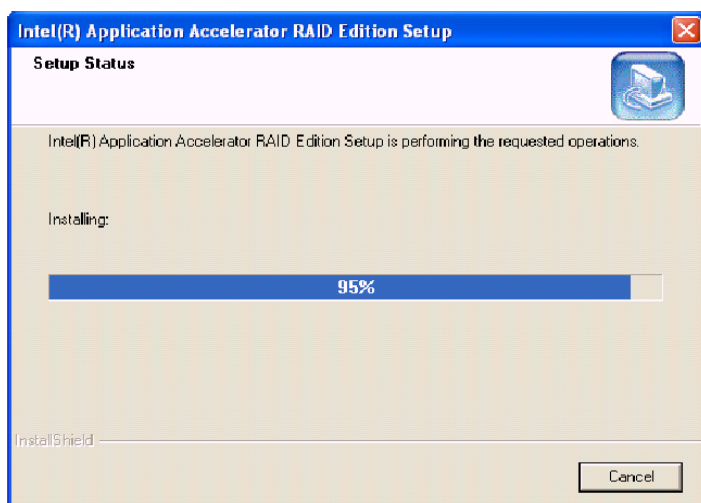 Intel(R) Application Accelerator RAID Edition Setup
Setup Status
Intel(R) Application Accelerator RAID Edition Setup is performing the requested operations.
Installing:
95%
InstallShield
Cancel